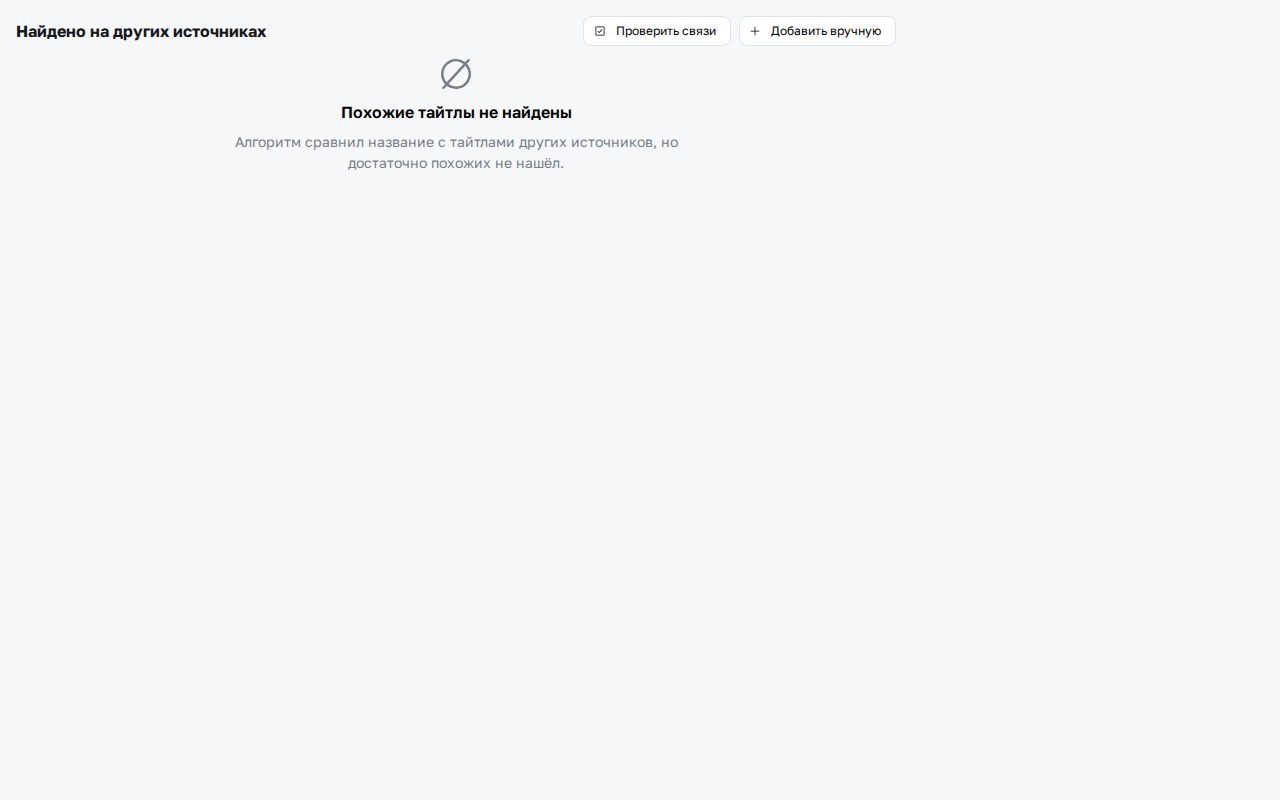 Найдено на других источниках
Проверить связи
Добавить вручную
Похожие тайтлы не найдены
Алгоритм сравнил название с тайтлами других источников, но
достаточно похожих не нашёл.